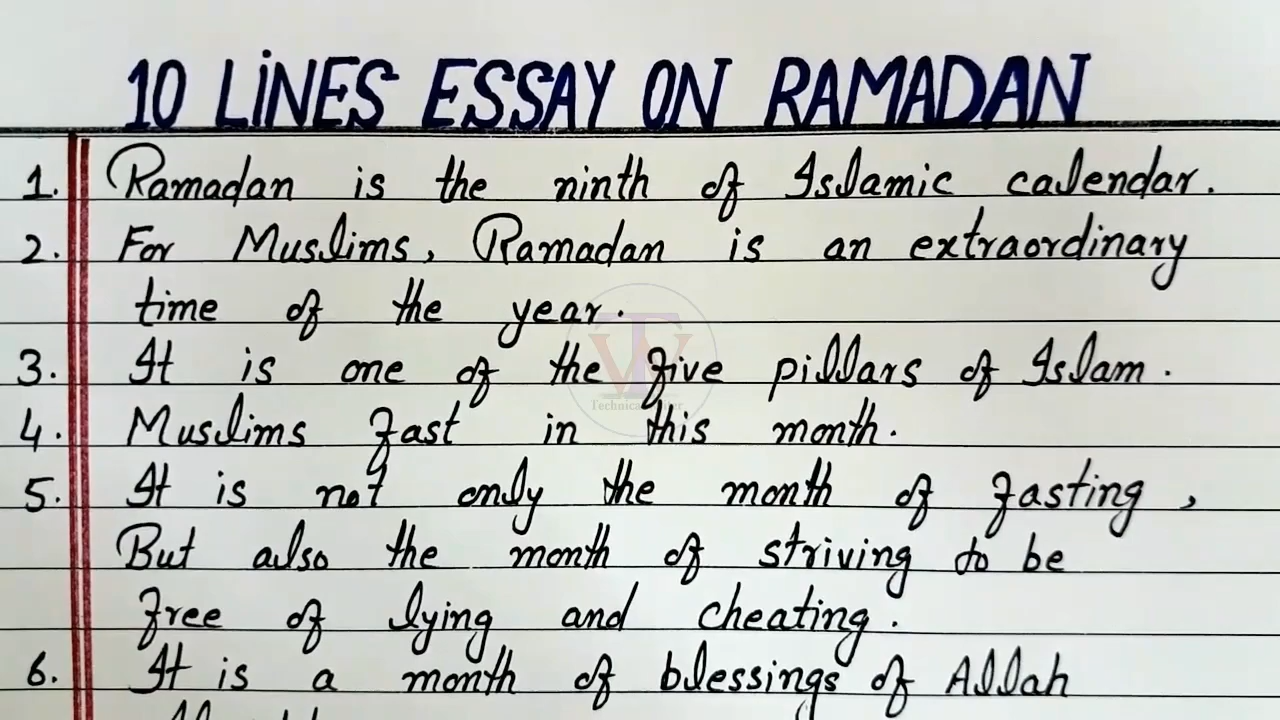 10 LINES ESSAY ON RAMADAN
1. Ramadan is the ninth of Islamic calendar.
2. For Muslims, Ramadan is an extraordinary
time of the year.
3. It is one of the five pillars of Islam.
4. Muslims fast in this month.
5. It is not only the month of fasting,
But also the month of striving to be
free of lying and cheating.
6. It is a month of blessings of Allah